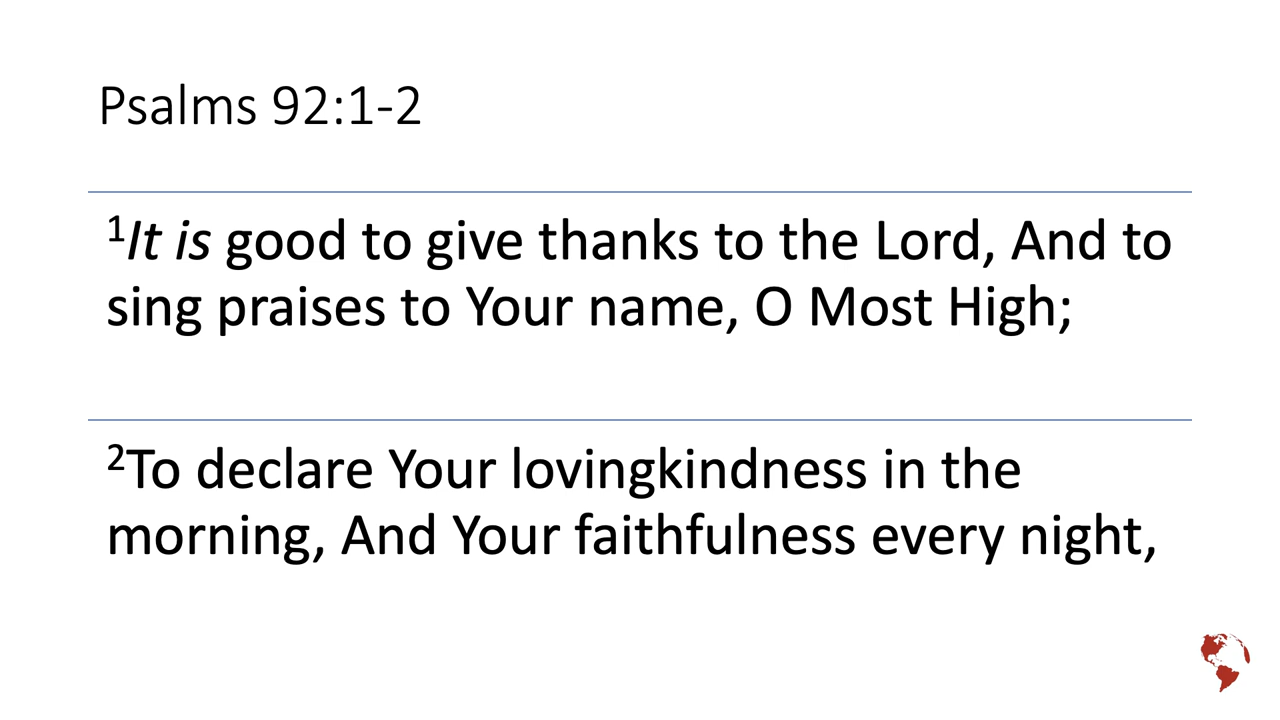 Psalms 92:1-2
¹It is good to give thanks to the Lord, And to
sing praises to Your name, O Most High;
²To declare Your lovingkindness in the
morning, And Your faithfulness every night,